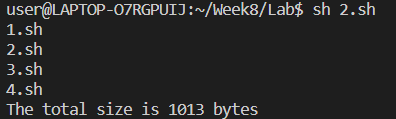 user@LAPTOP-O7RGPUIJ:~/Week8/Lab$ sh 2.sh
1.sh
2.sh
3.sh
4.sh
The total size is 1013 bytes